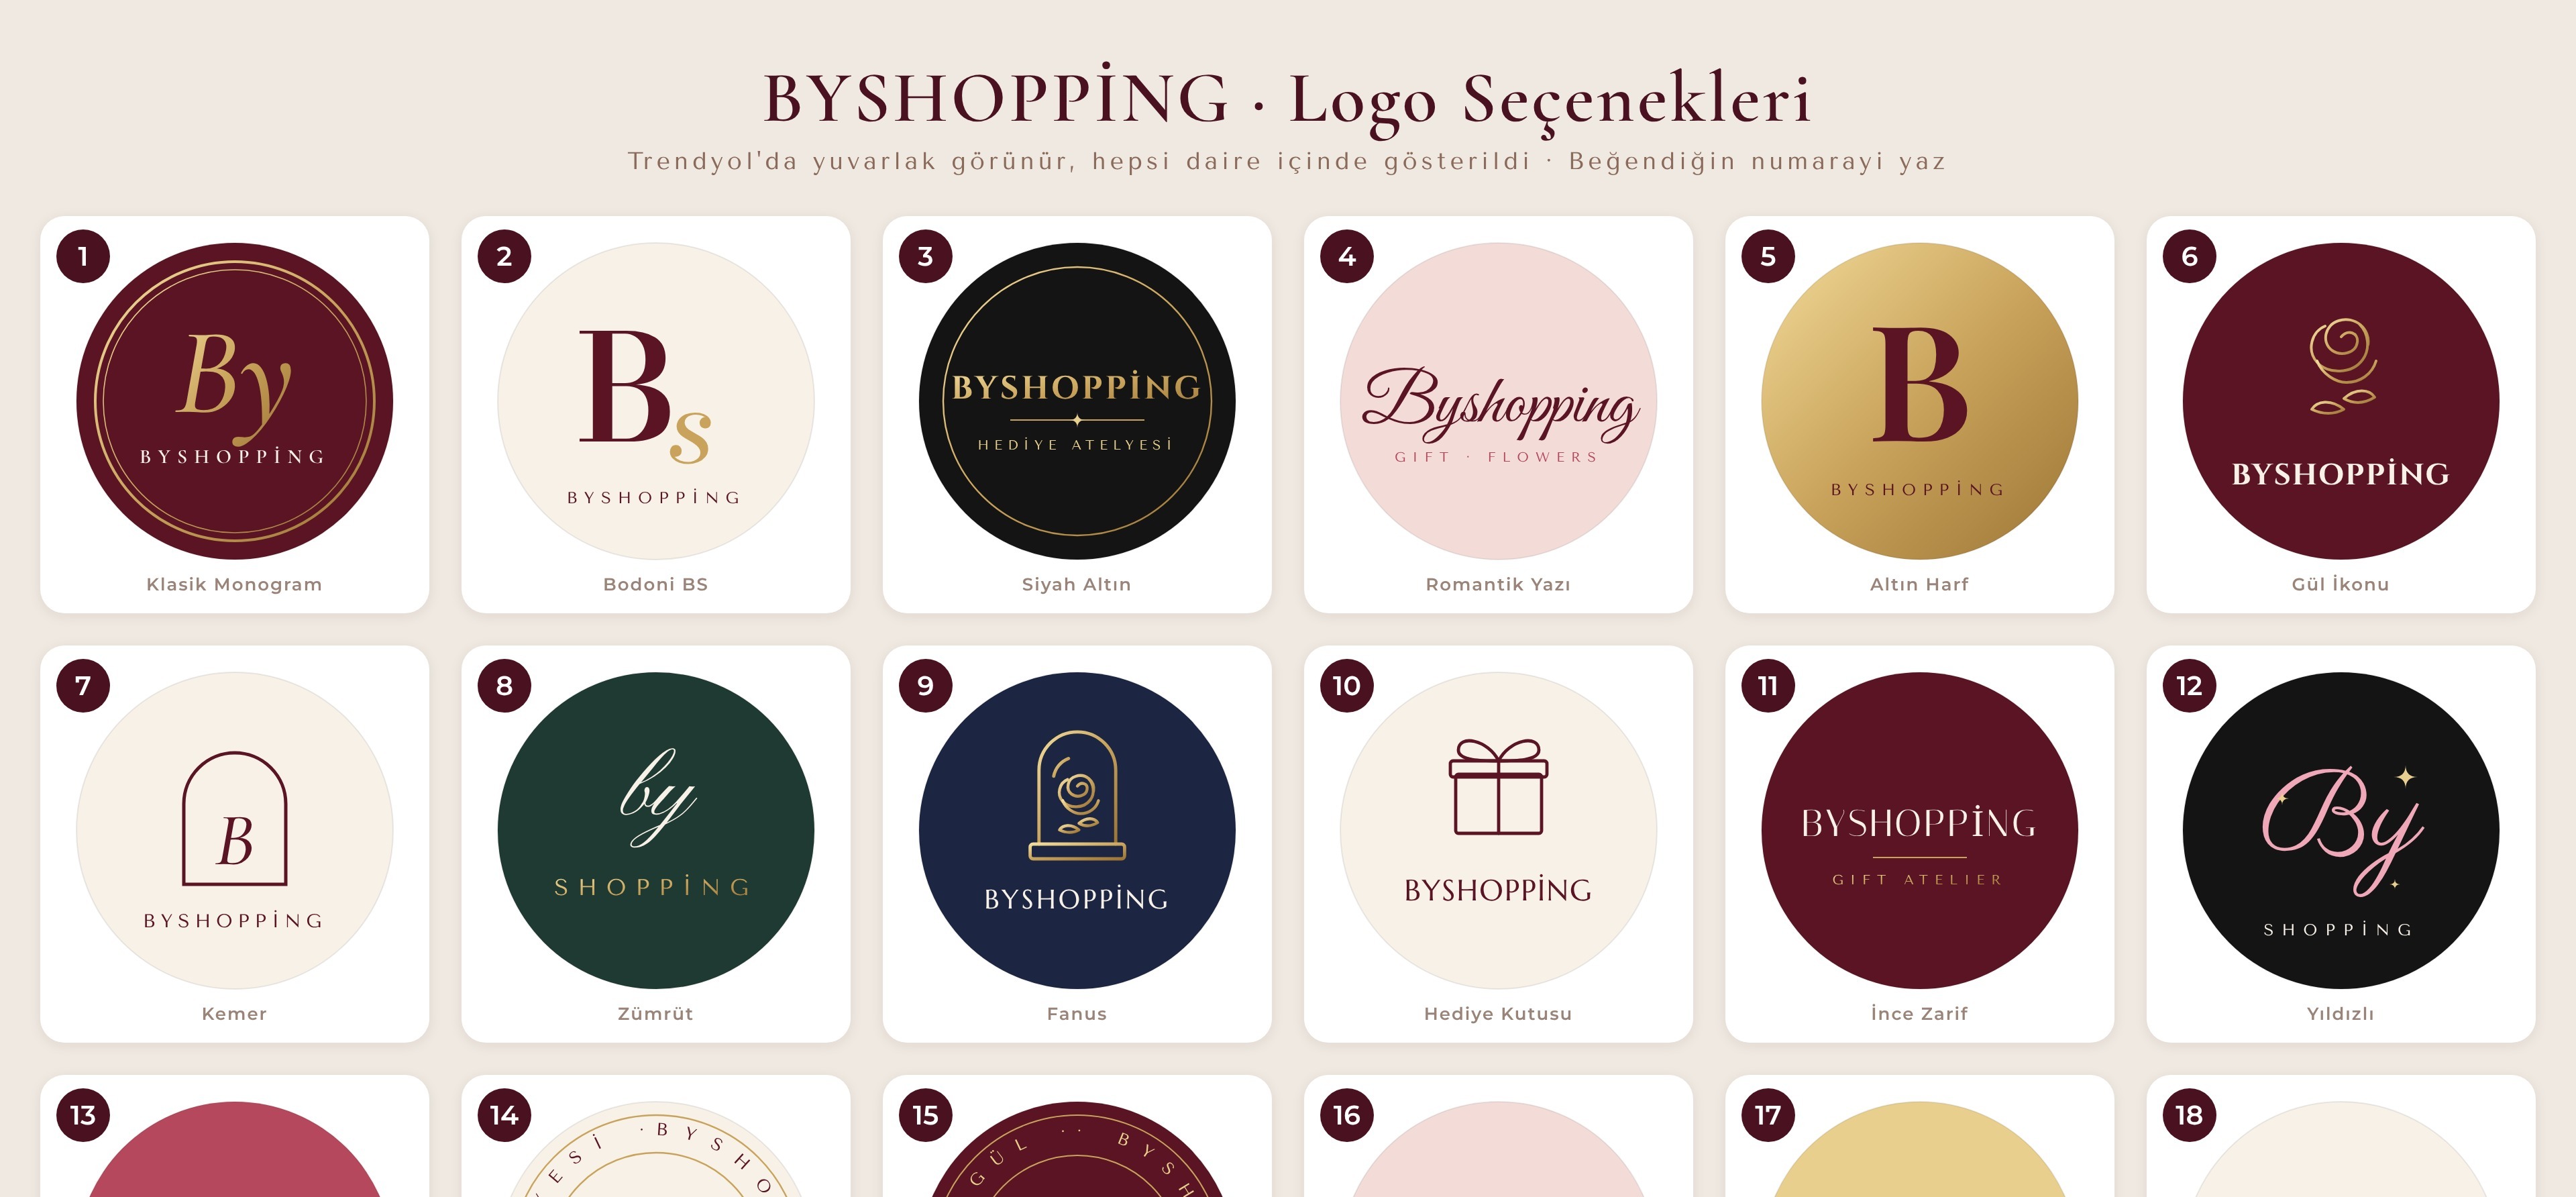 BYSHOPPİNG · Logo Seçenekleri
Trendyol'da yuvarlak görünür, hepsi daire içinde gösterildi · Beğendiğin numarayi yaz
1
By
BYSHOPPİNG
Klasik Monogram
2
Bs
BYSHOPPİNG
Bodoni BS
3
BYSHOPPİNG
HEDİYE ATELYESİ
Siyah Altın
4
Byshopping
GIFT · FLOWERS
Romantik Yazı
5
B
BYSHOPPİNG
Altın Harf
6
BYSHOPPİNG
Gül İkonu
7
B
BYSHOPPİNG
Kemer
8
by
SHOPPİNG
Zümrüt
9
BYSHOPPİNG
Fanus
10
BYSHOPPİNG
Hediye Kutusu
11
BYSHOPPİNG
GIFT ATELIER
İnce Zarif
12
By
SHOPPİNG
Yıldızlı
13
14
15
GÜL ··
16
17
18